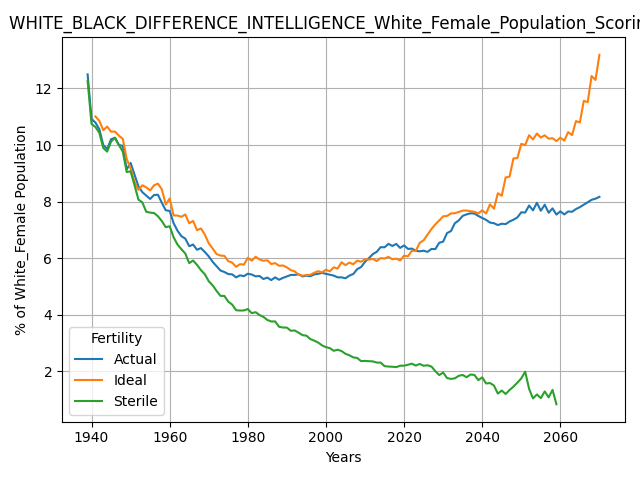 WHITE_BLACK_DIFFERENCE_INTELLIGENCE_White_Female_Population_Scorin
% of White_Female Population
12
10
8
6
4
2
Fertility
Actual
Ideal
Sterile
1940 1960 1980 2000 2020 2040 2060
Years